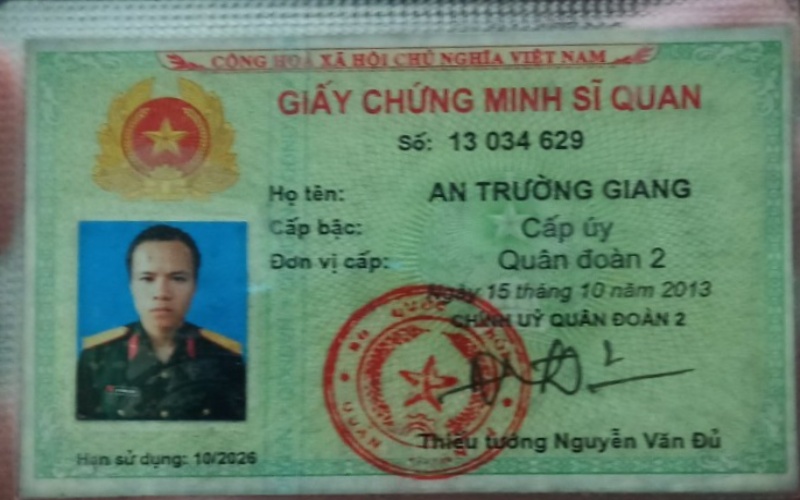 CỘNG HOÀ XÃ HỘI CHỦ NGHĨA VIỆT NAM
GIẤY CHỨNG MINH SĨ QUAN
Số: 13 034 629
Họ tên: AN TRƯỜNG GIANG
Cấp bậc: Cấp úy
Đơn vị cấp: Quân đoàn 2
Ngày 15 tháng 10 năm 2013
CHÍNH UỶ QUÂN ĐOÀN 2
QUỐC
QUÂN
Thiếu tướng Nguyễn Văn Đủ
Hạn sử dụng: 10/2026